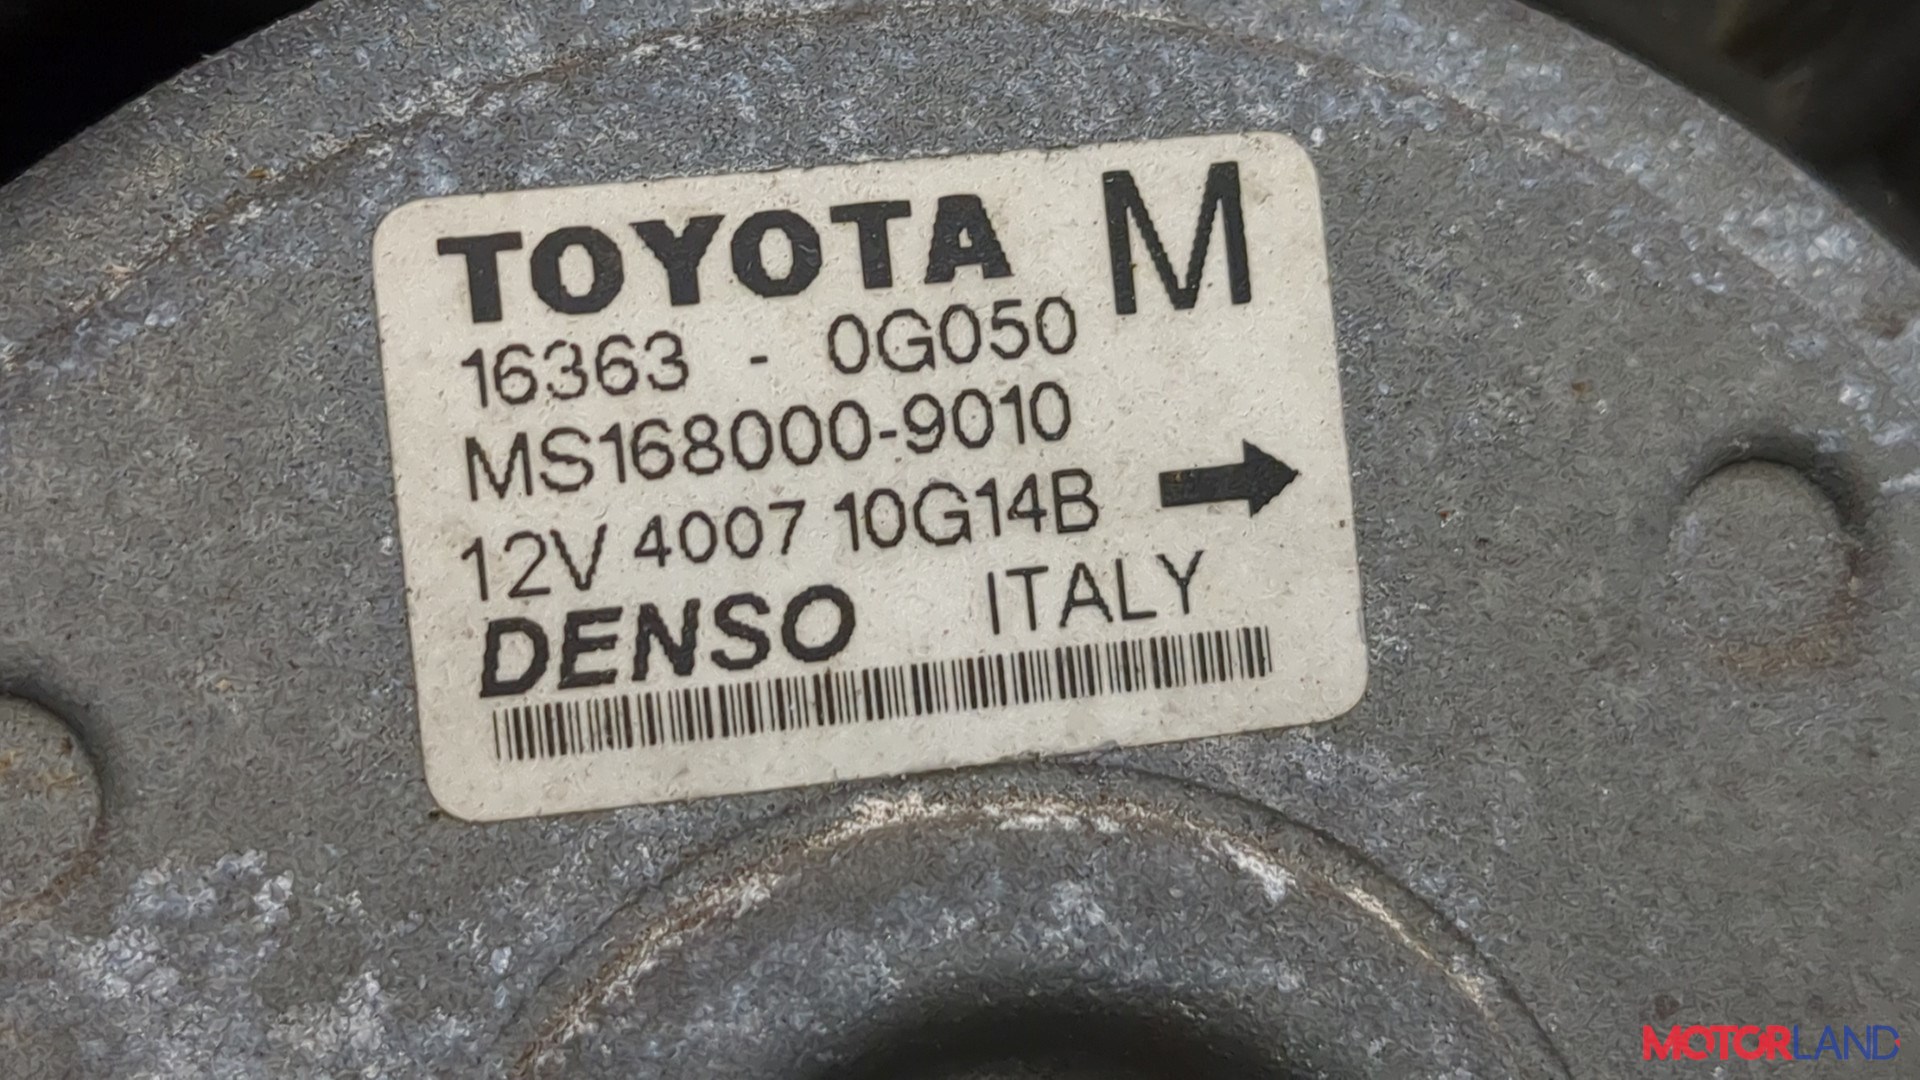 TOYOTA M
16363 - 0G050
MS168000-9010
12V 4007 10G14B
DENSO ITALY
MOTORLAND